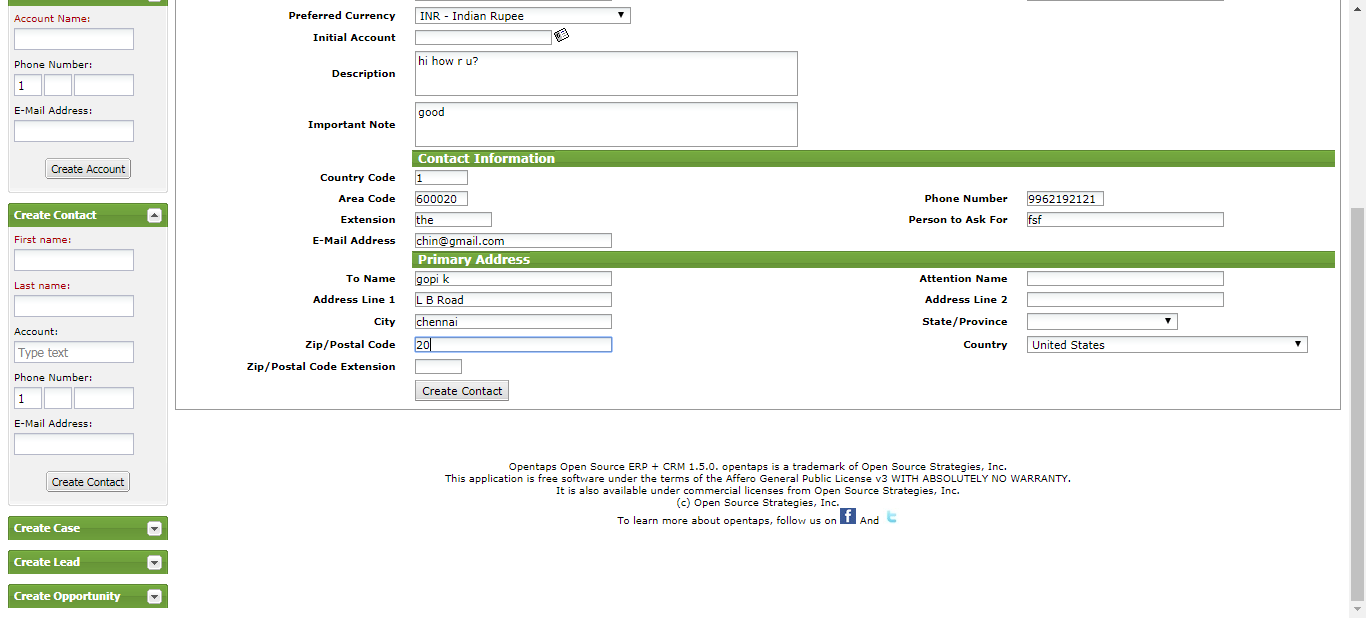 Account Name:
Phone Number:
1
E-Mail Address:
Create Account
Create Contact
First name:
Last name:
Account:
Type text
Phone Number:
1
E-Mail Address:
Create Contact
Create Case
Create Lead
Create Opportunity
Preferred Currency INR - Indian Rupee
Initial Account
Description hi how r u?
Important Note good
Contact Information
Country Code 1
Area Code 600020 Phone Number 9962192121
Extension the Person to Ask For fsf
E-Mail Address chin@gmail.com
Primary Address
To Name gopi k Attention Name
Address Line 1 L B Road Address Line 2
City chennai State/Province
Zip/Postal Code 20 Country United States
Zip/Postal Code Extension
Create Contact
Opentaps Open Source ERP + CRM 1.5.0. opentaps is a trademark of Open Source Strategies, Inc.
This application is free software under the terms of the Affero General Public License v3 WITH ABSOLUTELY NO WARRANTY.
It is also available under commercial licenses from Open Source Strategies, Inc.
(c) Open Source Strategies, Inc.
To learn more about opentaps, follow us on f And t